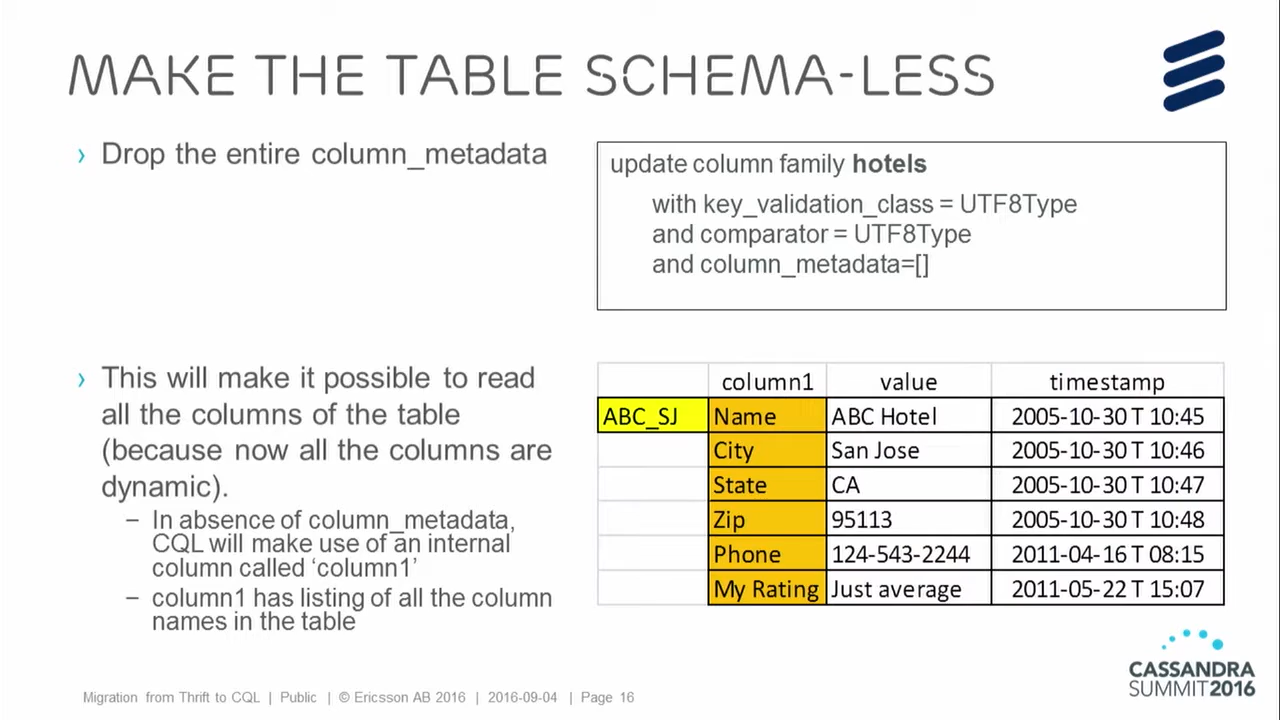 MAKE THE TABLE SCHEMA-LESS
› Drop the entire column_metadata
update column family hotels
with key_validation_class = UTF8Type
and comparator = UTF8Type
and column_metadata=[]
› This will make it possible to read
all the columns of the table
(because now all the columns are
dynamic).
– In absence of column_metadata,
CQL will make use of an internal
column called ‘column1’
– column1 has listing of all the column
names in the table
column1 value timestamp
ABC_SJ Name ABC Hotel 2005-10-30 T 10:45
City San Jose 2005-10-30 T 10:46
State CA 2005-10-30 T 10:47
Zip 95113 2005-10-30 T 10:48
Phone 124-543-2244 2011-04-16 T 08:15
My Rating Just average 2011-05-22 T 15:07
Migration from Thrift to CQL | Public | © Ericsson AB 2016 | 2016-09-04 | Page 16
CASSANDRA
SUMMIT2016